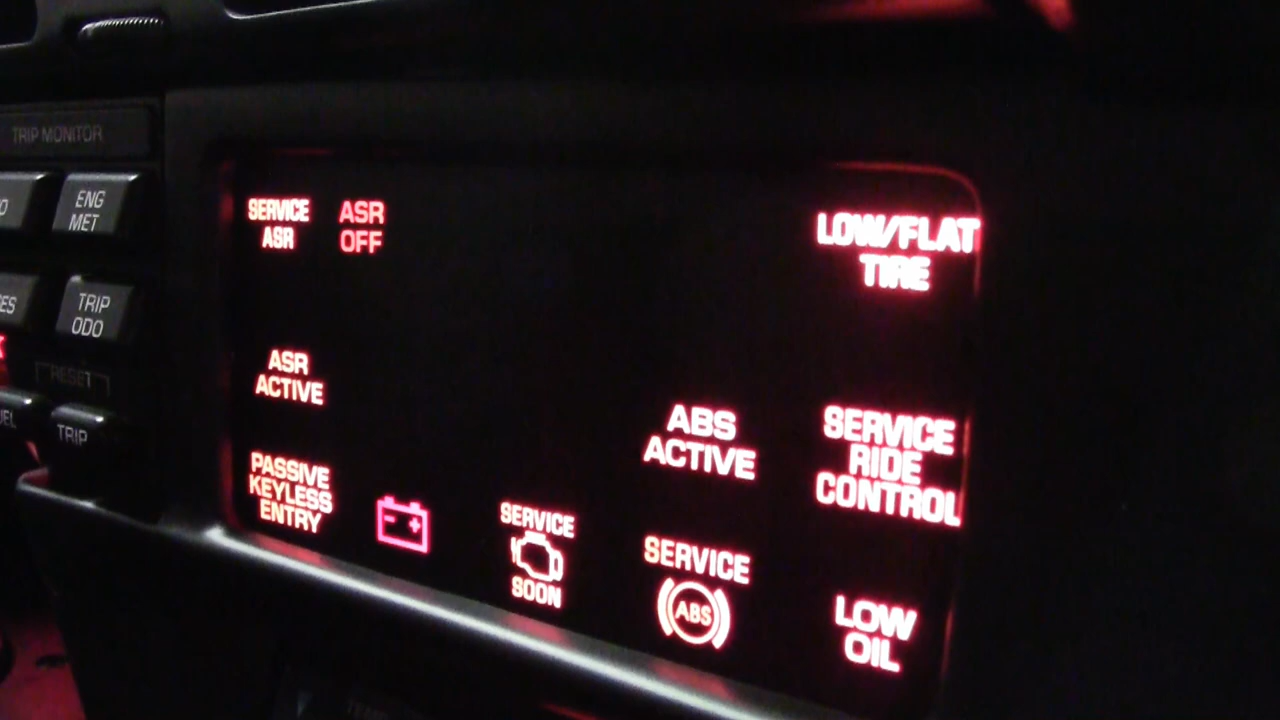 TRIP MONITOR
ENG
MET
TRIP
ODO
RESET
TRIP
SERVICE
ASR
ASR
OFF
LOW/FLAT
TIRE
ASR
ACTIVE
ABS
ACTIVE
SERVICE
RIDE
CONTROL
PASSIVE
KEYLESS
ENTRY
- +
SERVICE
SOON
SERVICE
ABS
LOW
OIL